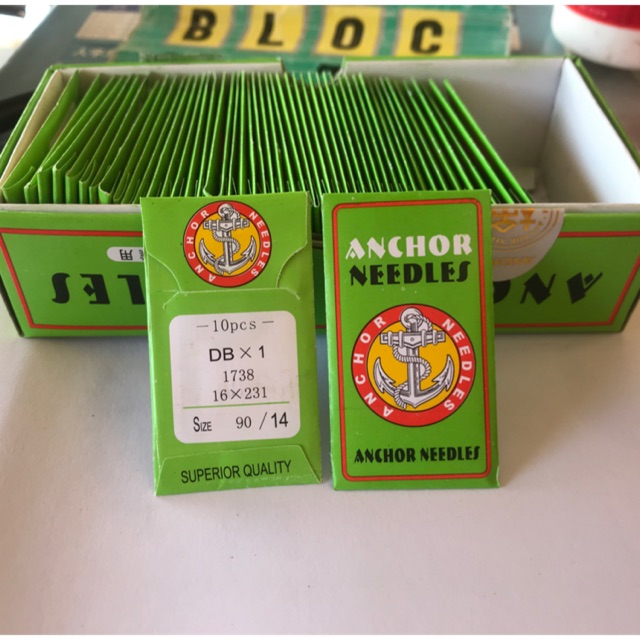 BLOC
ANCHOR NEEDLES
—10pcs—
DB×1
1738
16×231
SIZE 90/14
SUPERIOR QUALITY
ANCHOR
NEEDLES
ANCHOR NEEDLES
ANCHOR NEEDLES